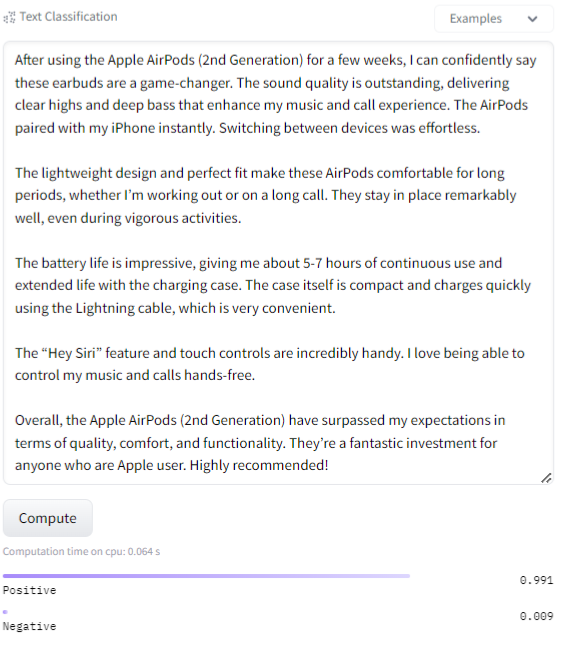 Text Classification
Examples
After using the Apple AirPods (2nd Generation) for a few weeks, I can confidently say
these earbuds are a game-changer. The sound quality is outstanding, delivering
clear highs and deep bass that enhance my music and call experience. The AirPods
paired with my iPhone instantly. Switching between devices was effortless.
The lightweight design and perfect fit make these AirPods comfortable for long
periods, whether I’m working out or on a long call. They stay in place remarkably
well, even during vigorous activities.
The battery life is impressive, giving me about 5-7 hours of continuous use and
extended life with the charging case. The case itself is compact and charges quickly
using the Lightning cable, which is very convenient.
The “Hey Siri” feature and touch controls are incredibly handy. I love being able to
control my music and calls hands-free.
Overall, the Apple AirPods (2nd Generation) have surpassed my expectations in
terms of quality, comfort, and functionality. They’re a fantastic investment for
anyone who are Apple user. Highly recommended!
Compute
Computation time on cpu: 0.064 s
Positive 0.991
Negative 0.009